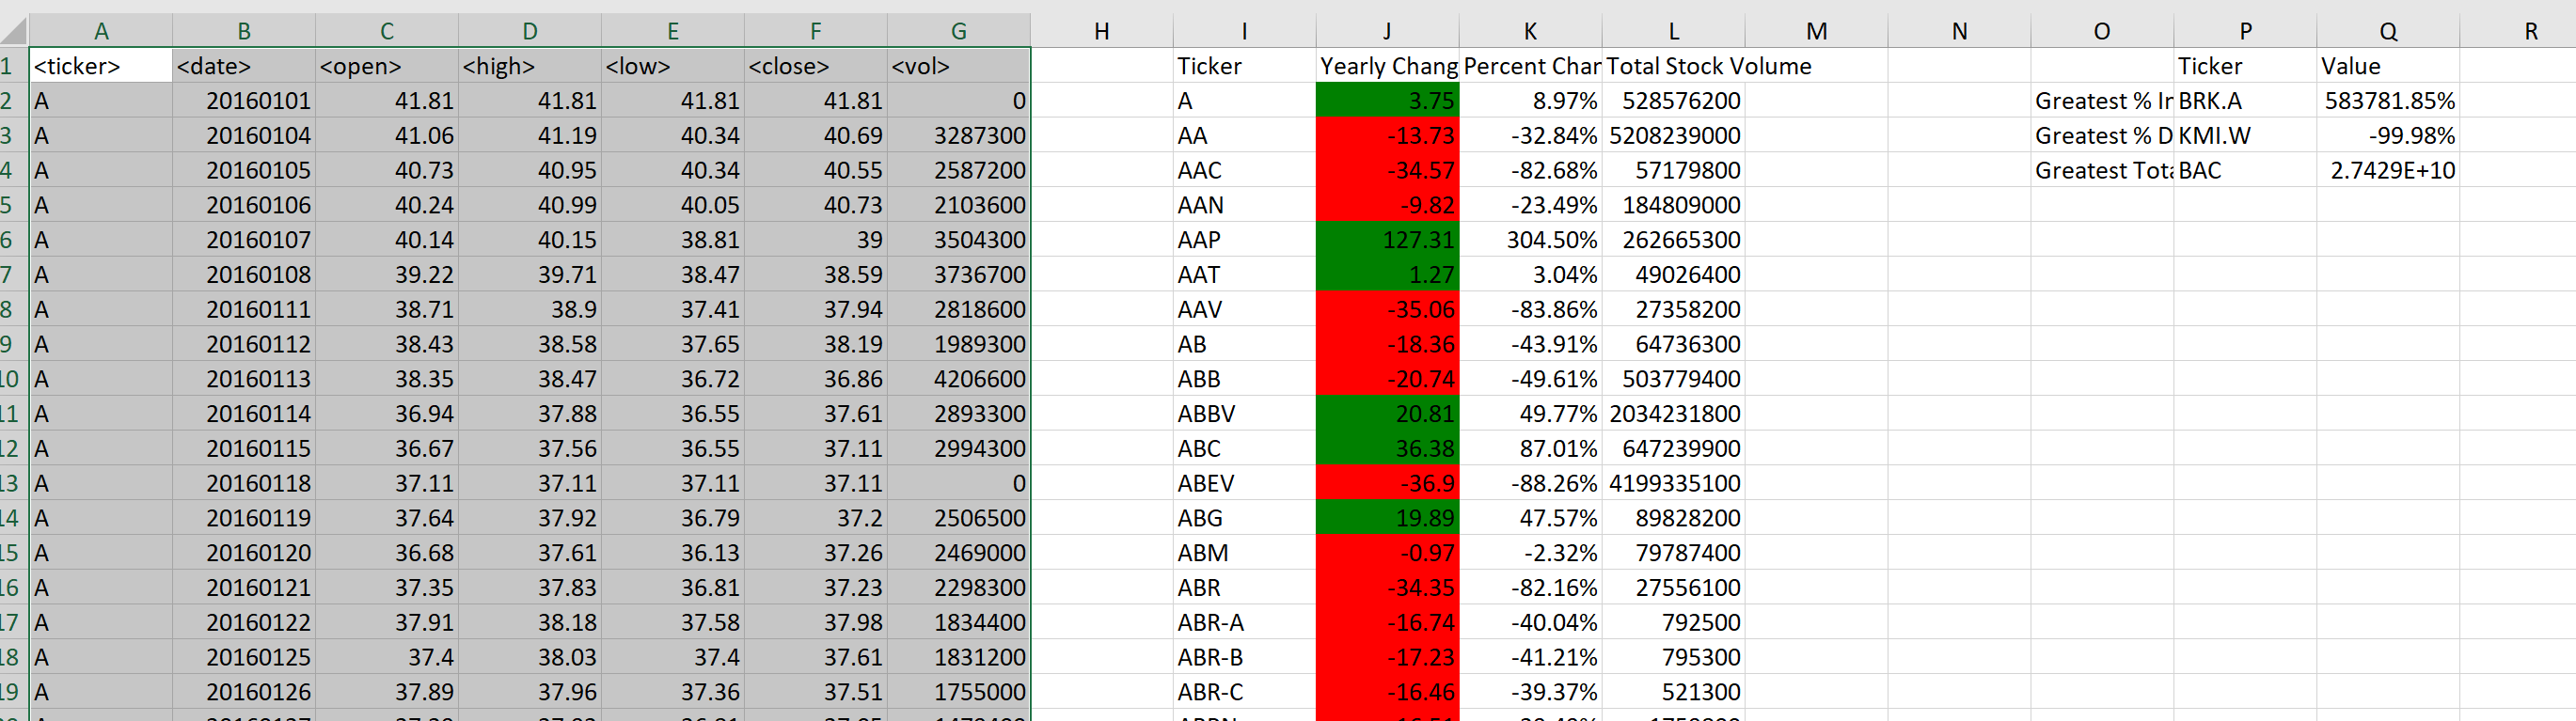 A B C D E F G H I J K L M N O P Q R
1 <ticker> <date> <open> <high> <low> <close> <vol> Ticker Yearly Chang Percent Char Total Stock Volume Ticker Value
2 A 20160101 41.81 41.81 41.81 41.81 0 A 3.75 8.97% 528576200 Greatest % In BRK.A 583781.85%
3 A 20160104 41.06 41.19 40.34 40.69 3287300 AA -13.73 -32.84% 5208239000 Greatest % D KMI.W -99.98%
4 A 20160105 40.73 40.95 40.34 40.55 2587200 AAC -34.57 -82.68% 57179800 Greatest Tota BAC 2.7429E+10
5 A 20160106 40.24 40.99 40.05 40.73 2103600 AAN -9.82 -23.49% 184809000
6 A 20160107 40.14 40.15 38.81 39 3504300 AAP 127.31 304.50% 262665300
7 A 20160108 39.22 39.71 38.47 38.59 3736700 AAT 1.27 3.04% 49026400
8 A 20160111 38.71 38.9 37.41 37.94 2818600 AAV -35.06 -83.86% 27358200
9 A 20160112 38.43 38.58 37.65 38.19 1989300 AB -18.36 -43.91% 64736300
10 A 20160113 38.35 38.47 36.72 36.86 4206600 ABB -20.74 -49.61% 503779400
11 A 20160114 36.94 37.88 36.55 37.61 2893300 ABBV 20.81 49.77% 2034231800
12 A 20160115 36.67 37.56 36.55 37.11 2994300 ABC 36.38 87.01% 647239900
13 A 20160118 37.11 37.11 37.11 37.11 0 ABEV -36.9 -88.26% 4199335100
14 A 20160119 37.64 37.92 36.79 37.2 2506500 ABG 19.89 47.57% 89828200
15 A 20160120 36.68 37.61 36.13 37.26 2469000 ABM -0.97 -2.32% 79787400
16 A 20160121 37.35 37.83 36.81 37.23 2298300 ABR -34.35 -82.16% 27556100
17 A 20160122 37.91 38.18 37.58 37.98 1834400 ABR-A -16.74 -40.04% 792500
18 A 20160125 37.4 38.03 37.4 37.61 1831200 ABR-B -17.23 -41.21% 795300
19 A 20160126 37.89 37.96 37.36 37.51 1755000 ABR-C -16.46 -39.37% 521300